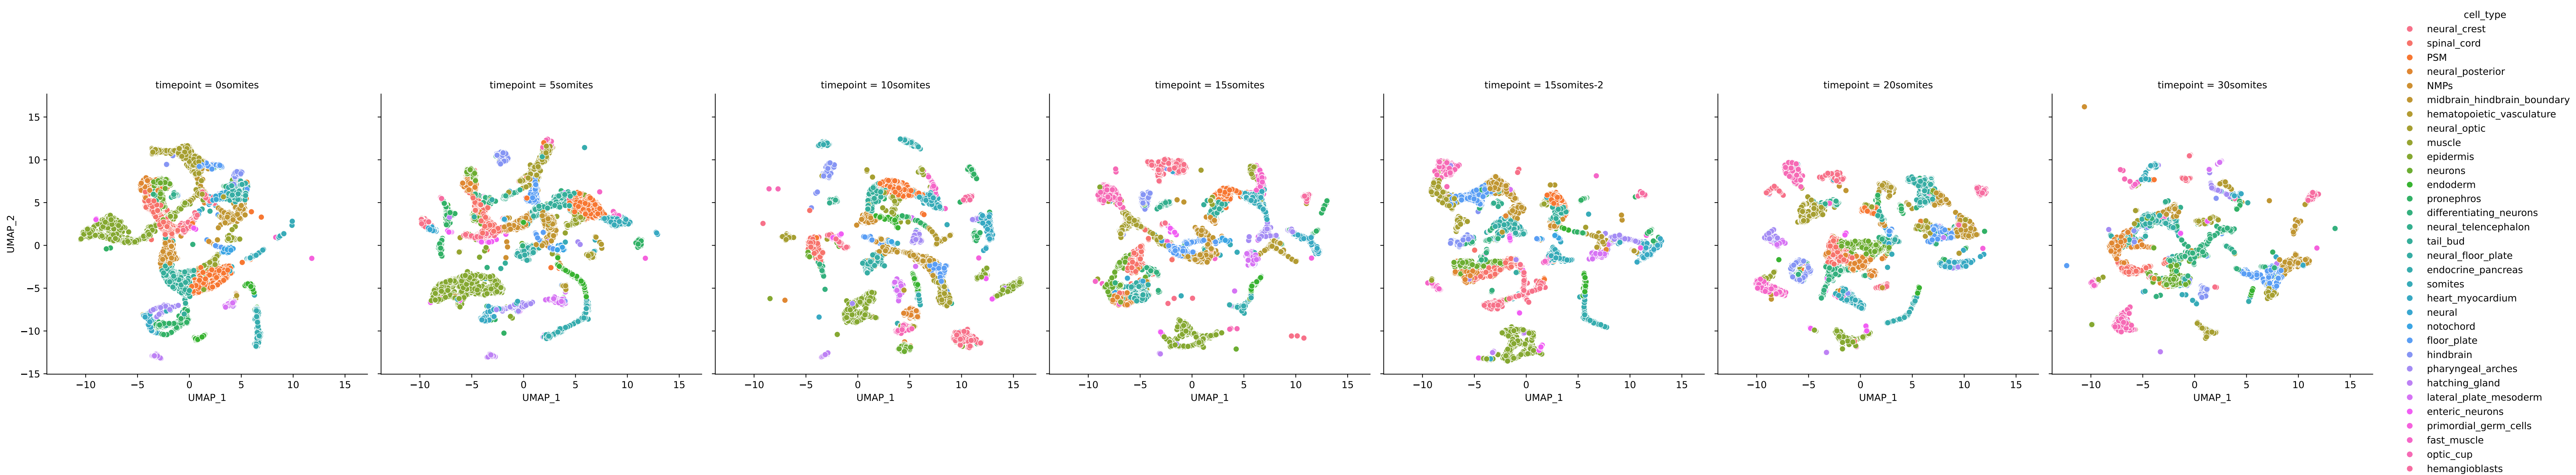 timepoint = 0somites
timepoint = 5somites
timepoint = 10somites
timepoint = 15somites
timepoint = 15somites-2
timepoint = 20somites
timepoint = 30somites
UMAP_2
15
10
5
0
−5
−10
−15
−10 −5 0 5 10 15
−10 −5 0 5 10 15
−10 −5 0 5 10 15
−10 −5 0 5 10 15
−10 −5 0 5 10 15
−10 −5 0 5 10 15
−10 −5 0 5 10 15
UMAP_1
UMAP_1
UMAP_1
UMAP_1
UMAP_1
UMAP_1
UMAP_1
cell_type
neural_crest
spinal_cord
PSM
neural_posterior
NMPs
midbrain_hindbrain_boundary
hematopoietic_vasculature
neural_optic
muscle
epidermis
neurons
endoderm
pronephros
differentiating_neurons
neural_telencephalon
tail_bud
neural_floor_plate
endocrine_pancreas
somites
heart_myocardium
neural
notochord
floor_plate
hindbrain
pharyngeal_arches
hatching_gland
lateral_plate_mesoderm
enteric_neurons
primordial_germ_cells
fast_muscle
optic_cup
hemangioblasts